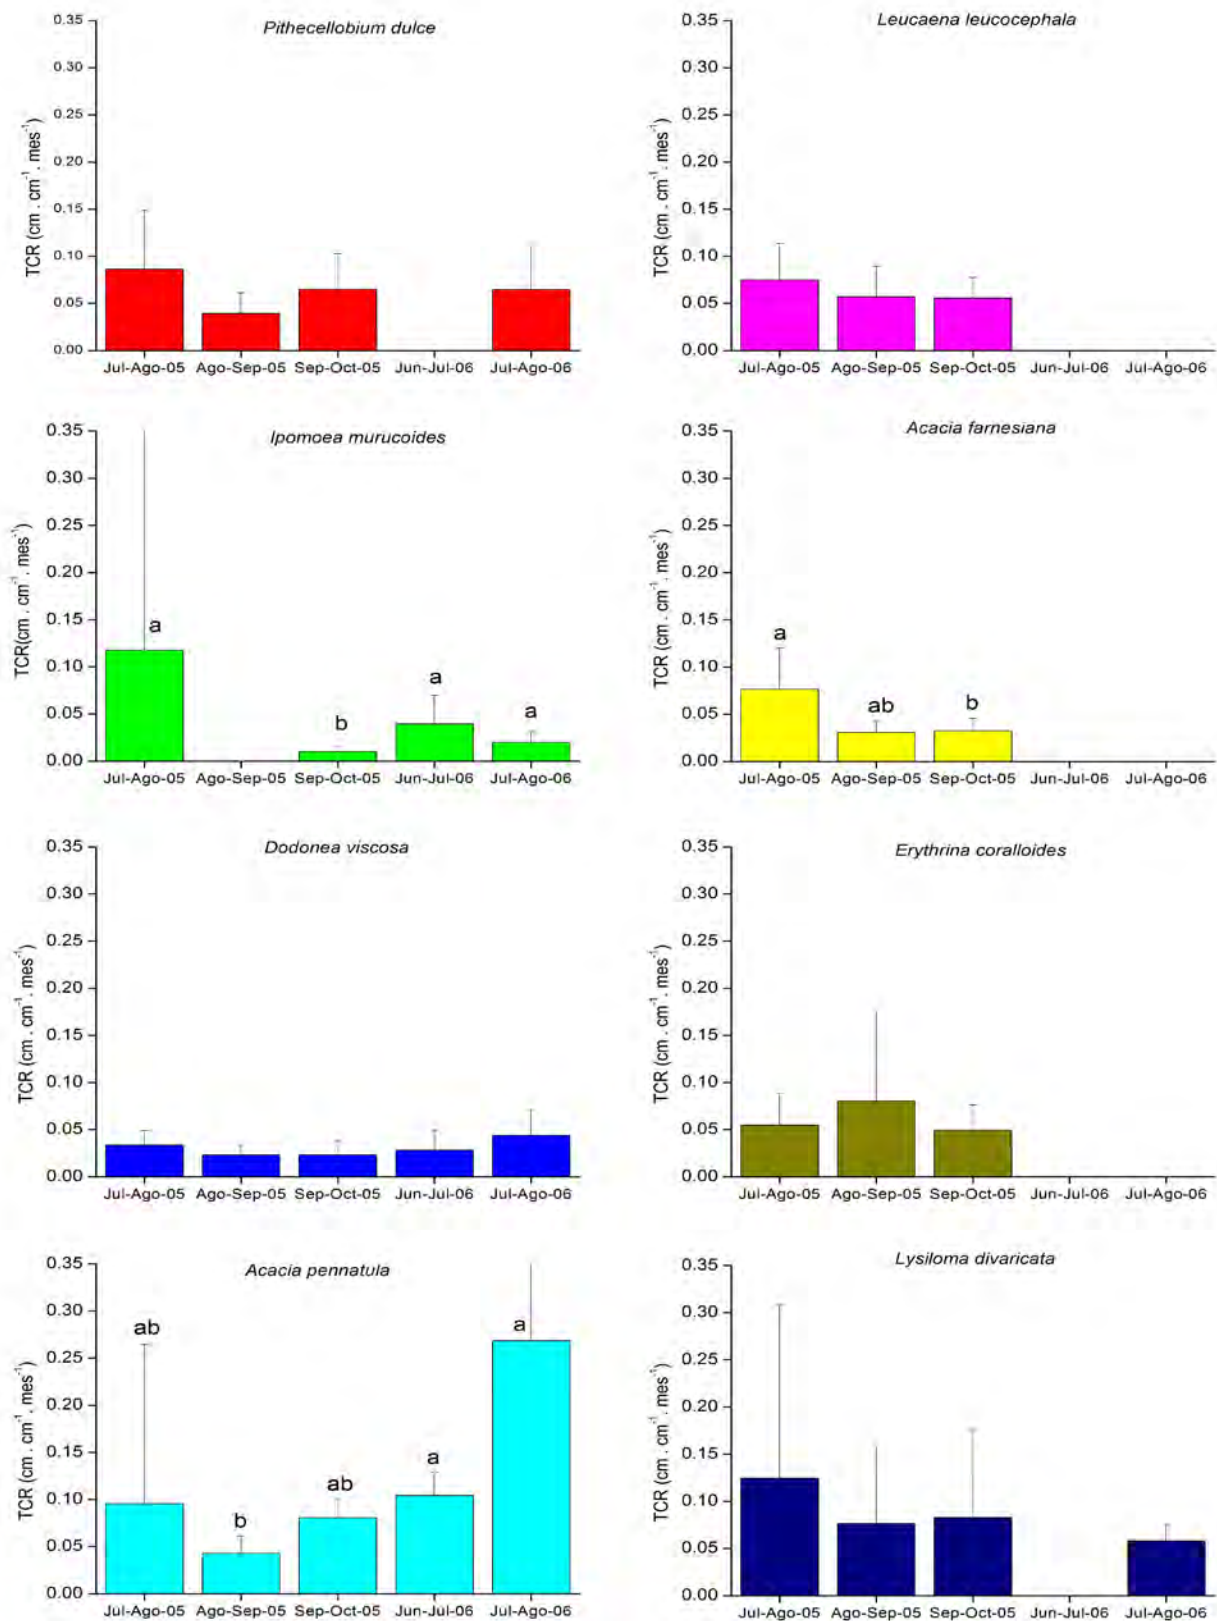 Pithecellobium dulce
0.35
0.30
0.25
0.20
0.15
0.10
0.05
0.00
TCR (cm . cm⁻¹. mes⁻¹)
Jul-Ago-05 Ago-Sep-05 Sep-Oct-05 Jun-Jul-06 Jul-Ago-06
Leucaena leucocephala
0.35
0.30
0.25
0.20
0.15
0.10
0.05
0.00
TCR (cm . cm⁻¹. mes⁻¹)
Jul-Ago-05 Ago-Sep-05 Sep-Oct-05 Jun-Jul-06 Jul-Ago-06
Ipomoea murucoides
0.35
0.30
0.25
0.20
0.15
0.10
0.05
0.00
TCR(cm . cm⁻¹. mes⁻¹)
a b a a
Jul-Ago-05 Ago-Sep-05 Sep-Oct-05 Jun-Jul-06 Jul-Ago-06
Acacia farnesiana
0.35
0.30
0.25
0.20
0.15
0.10
0.05
0.00
TCR (cm . cm⁻¹. mes⁻¹)
a ab b
Jul-Ago-05 Ago-Sep-05 Sep-Oct-05 Jun-Jul-06 Jul-Ago-06
Dodonea viscosa
0.35
0.30
0.25
0.20
0.15
0.10
0.05
0.00
TCR (cm . cm⁻¹. mes⁻¹)
Jul-Ago-05 Ago-Sep-05 Sep-Oct-05 Jun-Jul-06 Jul-Ago-06
Erythrina coralloides
0.35
0.30
0.25
0.20
0.15
0.10
0.05
0.00
TCR (cm . cm⁻¹. mes⁻¹)
Jul-Ago-05 Ago-Sep-05 Sep-Oct-05 Jun-Jul-06 Jul-Ago-06
Acacia pennatula
0.35
0.30
0.25
0.20
0.15
0.10
0.05
0.00
TCR (cm . cm⁻¹. mes⁻¹)
ab b ab a a
Jul-Ago-05 Ago-Sep-05 Sep-Oct-05 Jun-Jul-06 Jul-Ago-06
Lysiloma divaricata
0.35
0.30
0.25
0.20
0.15
0.10
0.05
0.00
TCR (cm . cm⁻¹. mes⁻¹)
Jul-Ago-05 Ago-Sep-05 Sep-Oct-05 Jun-Jul-06 Jul-Ago-06